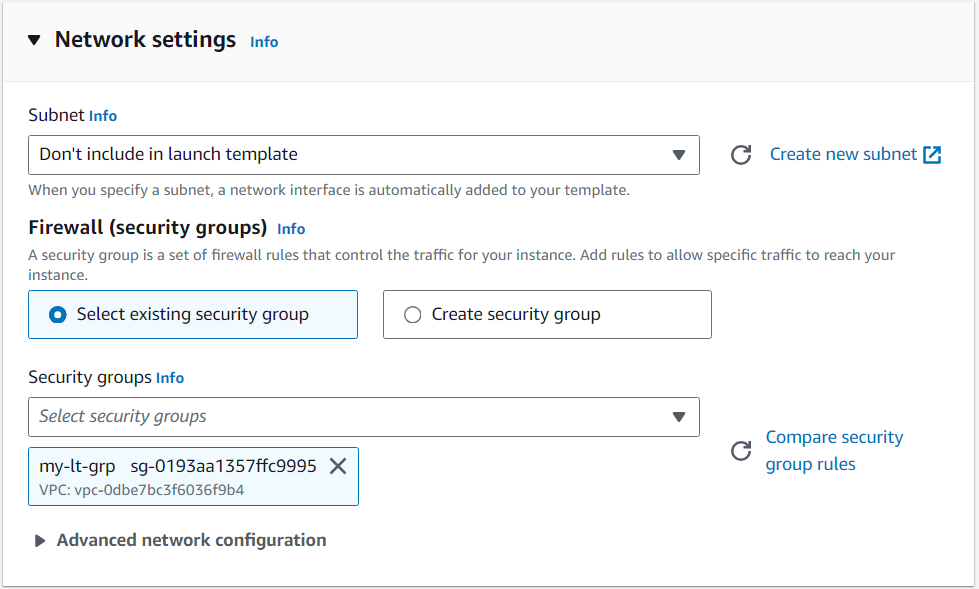 Network settings Info
Subnet Info
Don't include in launch template
Create new subnet
When you specify a subnet, a network interface is automatically added to your template.
Firewall (security groups) Info
A security group is a set of firewall rules that control the traffic for your instance. Add rules to allow specific traffic to reach your
instance.
Select existing security group
Create security group
Security groups Info
Select security groups
Compare security
group rules
my-lt-grp sg-0193aa1357ffc9995
VPC: vpc-0dbe7bc3f6036f9b4
Advanced network configuration